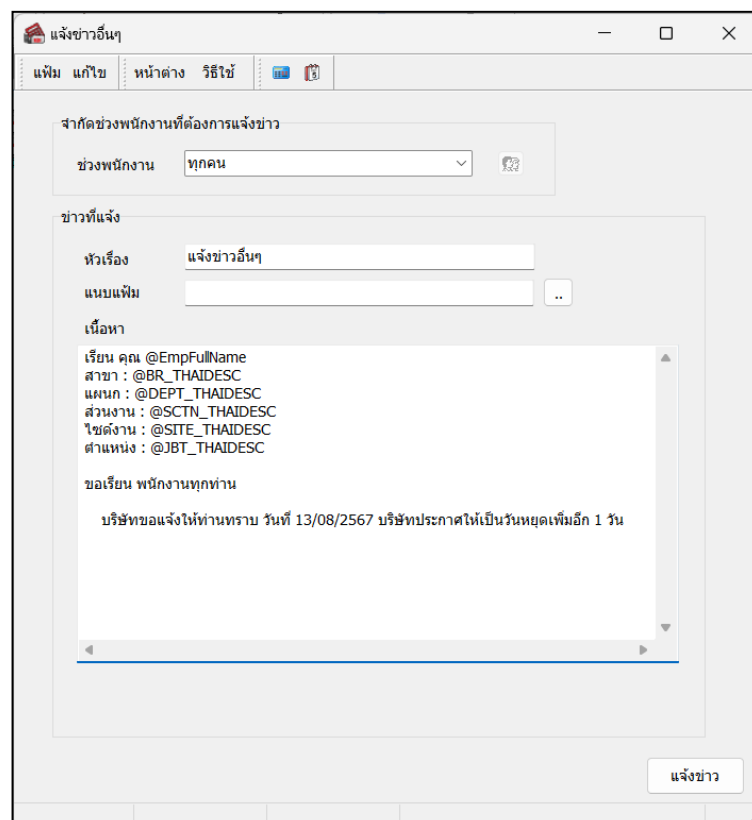 แจ้งข่าวอื่นๆ
แฟ้ม แก้ไข หน้าต่าง วิธีใช้
จำกัดช่วงพนักงานที่ต้องการแจ้งข่าว
ช่วงพนักงาน ทุกคน
ข่าวที่แจ้ง
หัวเรื่อง แจ้งข่าวอื่นๆ
แนบแฟ้ม ..
เนื้อหา
เรียน คุณ @EmpFullName
สาขา : @BR_THAIDESC
แผนก : @DEPT_THAIDESC
ส่วนงาน : @SCTN_THAIDESC
ไซด์งาน : @SITE_THAIDESC
ตำแหน่ง : @JBT_THAIDESC
ขอเรียน พนักงานทุกท่าน
บริษัทขอแจ้งให้ท่านทราบ วันที่ 13/08/2567 บริษัทประกาศให้เป็นวันหยุดเพิ่มอีก 1 วัน
แจ้งข่าว